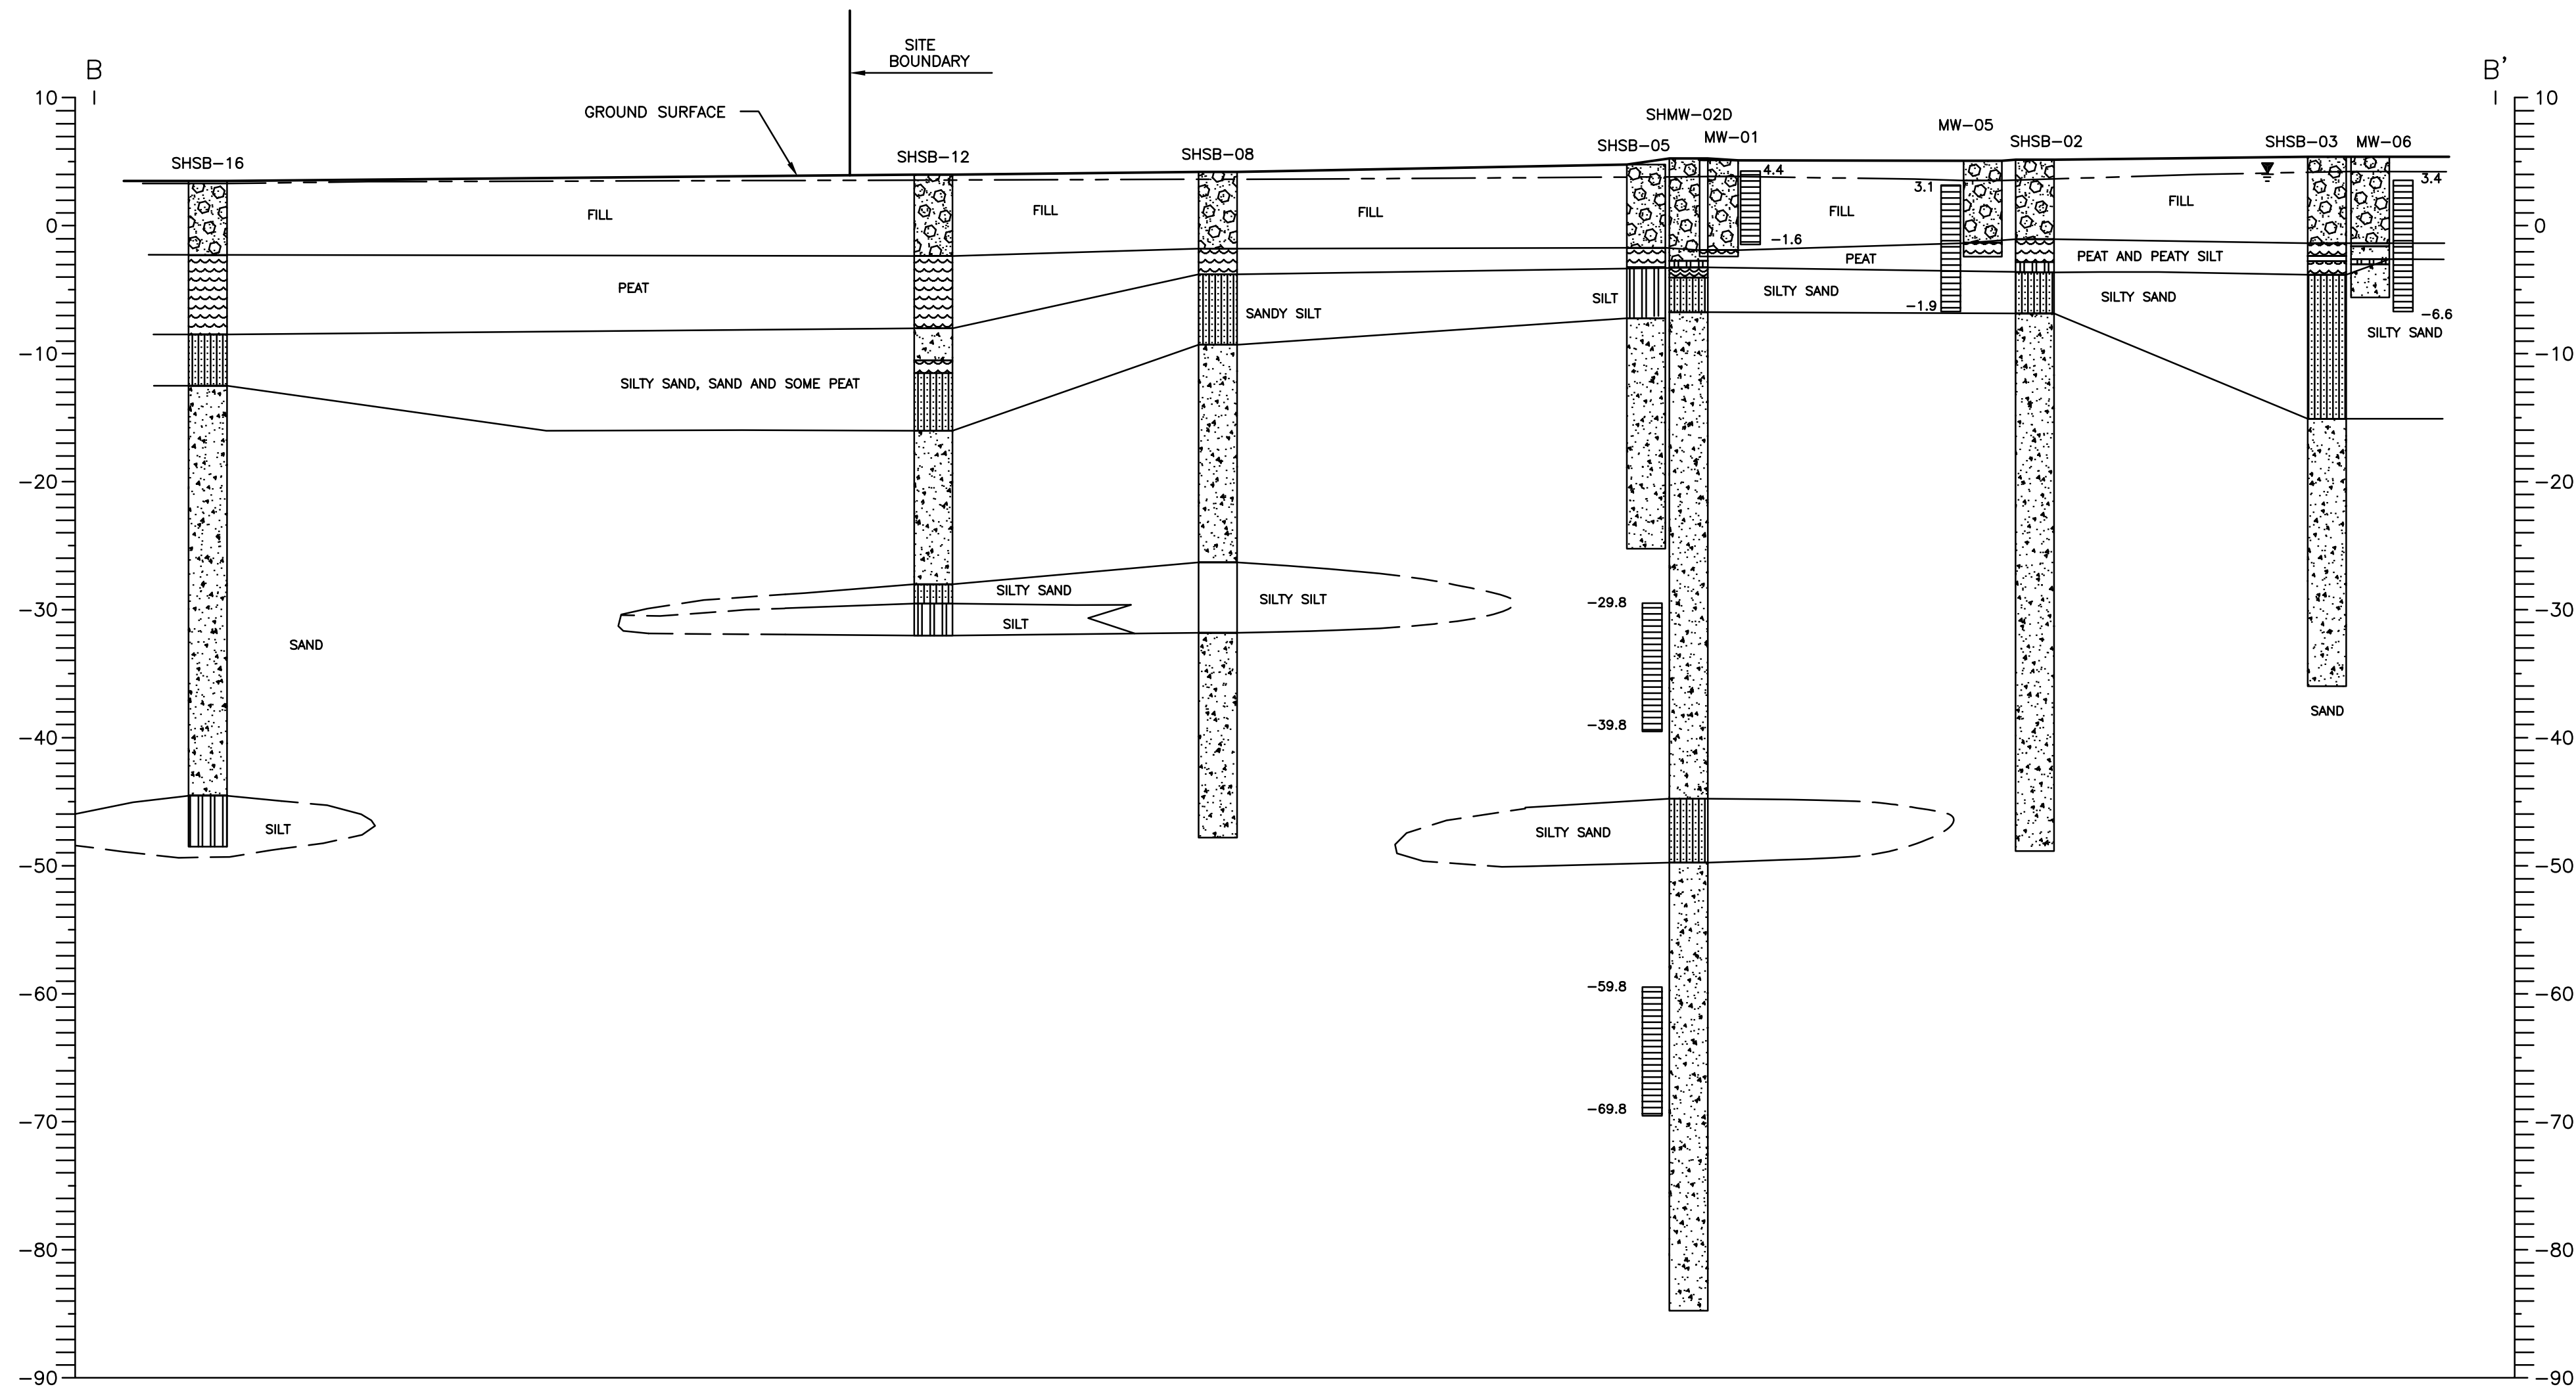 SITE
BOUNDARY
B
B'
10
10
GROUND SURFACE
SHMW-02D
MW-01
MW-05
SHSB-16
SHSB-12
SHSB-08
SHSB-05
SHSB-02
SHSB-03
MW-06
4.4
3.1
3.4
FILL
FILL
FILL
FILL
FILL
0
0
-1.6
PEAT
PEAT AND PEATY SILT
PEAT
SILT
SILTY SAND
SILTY SAND
-1.9
-6.6
SANDY SILT
SILTY SAND
-10
-10
SILTY SAND, SAND AND SOME PEAT
-20
-20
SILTY SAND
SILTY SILT
-29.8
-30
-30
SILT
SAND
SAND
-39.8
-40
-40
SILT
SILTY SAND
-50
-50
-59.8
-60
-60
-69.8
-70
-70
-80
-80
-90
-90